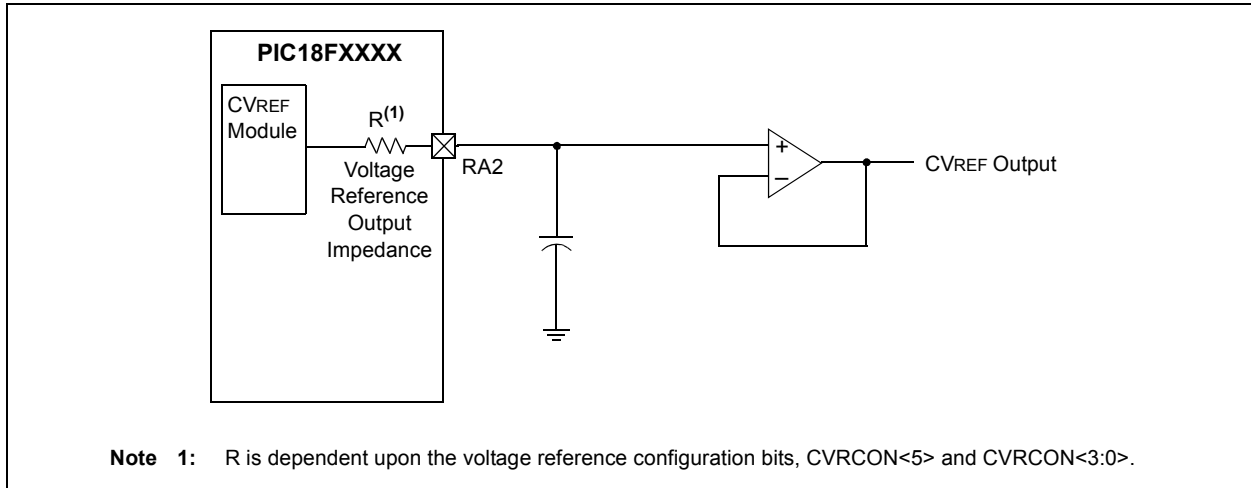 PIC18FXXXX
CVREF
Module
R(1)
Voltage
Reference
Output
Impedance
RA2
+
–
CVREF Output
Note 1: R is dependent upon the voltage reference configuration bits, CVRCON<5> and CVRCON<3:0>.